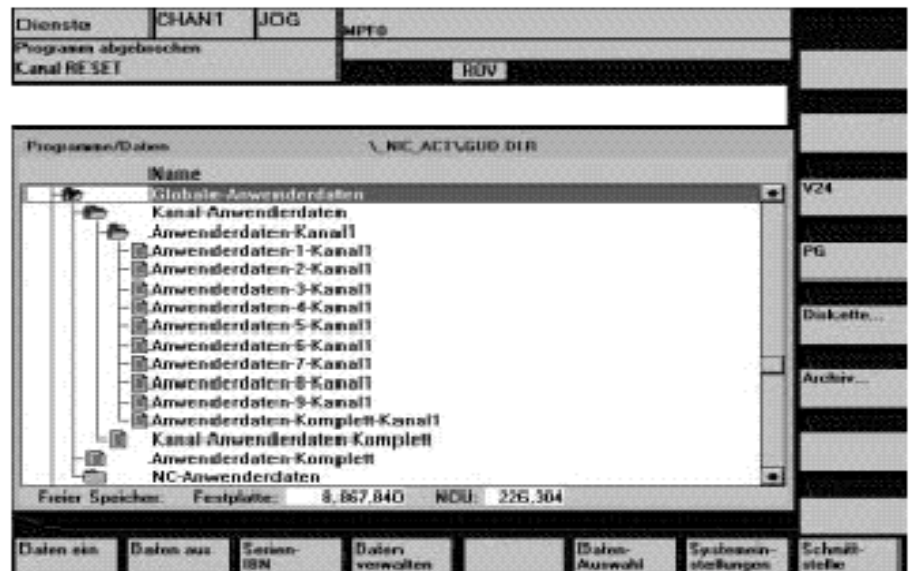 Dienste CHAN1 JOG MPF0
Programm abgebrochen
Kanal RESET ROV
Programme/Daten \_NC_ACT\GUD.DIR
Name
Globale-Anwenderdaten
Kanal-Anwenderdaten
Anwenderdaten-Kanal1
Anwenderdaten-1-Kanal1
Anwenderdaten-2-Kanal1
Anwenderdaten-3-Kanal1
Anwenderdaten-4-Kanal1
Anwenderdaten-5-Kanal1
Anwenderdaten-6-Kanal1
Anwenderdaten-7-Kanal1
Anwenderdaten-8-Kanal1
Anwenderdaten-9-Kanal1
Anwenderdaten-Komplett-Kanal1
Kanal-Anwenderdaten-Komplett
Anwenderdaten-Komplett
NC-Anwenderdaten
Freier Speicher: Festplatte: 8,867,840 NCU: 226,304
V24
PG
Diskette...
Archiv...
Daten ein
Daten aus
Serien-
IBN
Daten
verwalten
Daten-
Auswahl
Systemein-
stellungen
Schnitt-
stelle